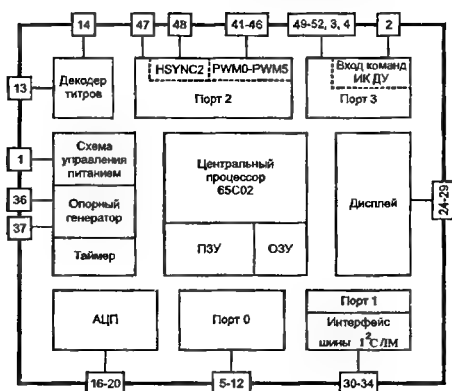 14
47
48
41-46
49-52, 3, 4
2
13
Декодер
титров
HSYNC2
PWM0-PWM5
Порт 2
Вход команд
ИК ДУ
Порт 3
1
36
37
Схема
управления
питанием
Опорный
генератор
Таймер
Центральный
процессор
65C02
ПЗУ
ОЗУ
Дисплей
24-29
АЦП
Порт 0
Порт 1
Интерфейс
шины I²C/IM
16-20
5-12
30-34